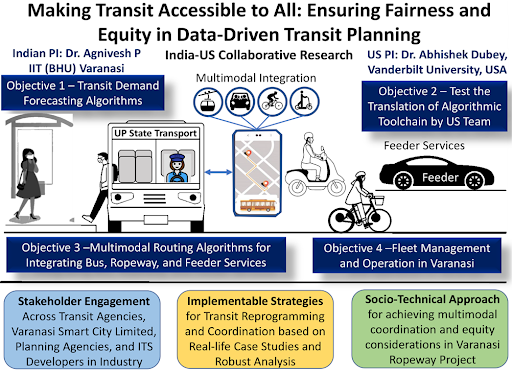 Making Transit Accessible to All: Ensuring Fairness and
Equity in Data-Driven Transit Planning
Indian PI: Dr. Agnivesh P
IIT (BHU) Varanasi
India-US Collaborative Research
US PI: Dr. Abhishek Dubey,
Vanderbilt University, USA
Objective 1 – Transit Demand
Forecasting Algorithms
Multimodal Integration
Objective 2 – Test the
Translation of Algorithmic
Toolchain by US Team
UP State Transport
Feeder Services
Feeder
Objective 3 –Multimodal Routing Algorithms for
Integrating Bus, Ropeway, and Feeder Services
Objective 4 –Fleet Management
and Operation in Varanasi
Stakeholder Engagement
Across Transit Agencies,
Varanasi Smart City Limited,
Planning Agencies, and ITS
Developers in Industry
Implementable Strategies
for Transit Reprogramming
and Coordination based on
Real-life Case Studies and
Robust Analysis
Socio-Technical Approach
for achieving multimodal
coordination and equity
considerations in Varanasi
Ropeway Project